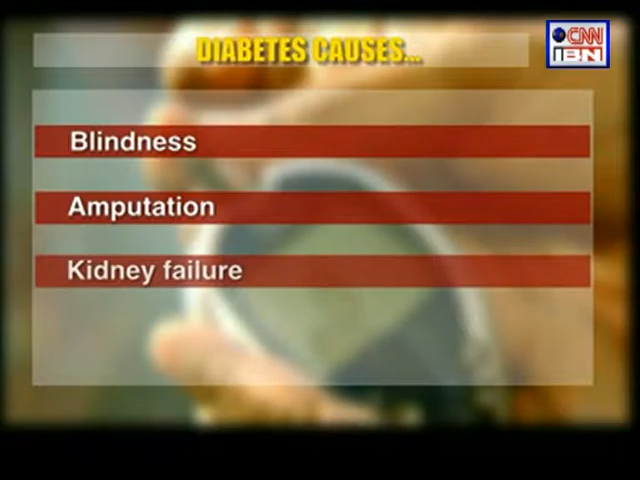 DIABETES CAUSES...
CNN
IBN
Blindness
Amputation
Kidney failure